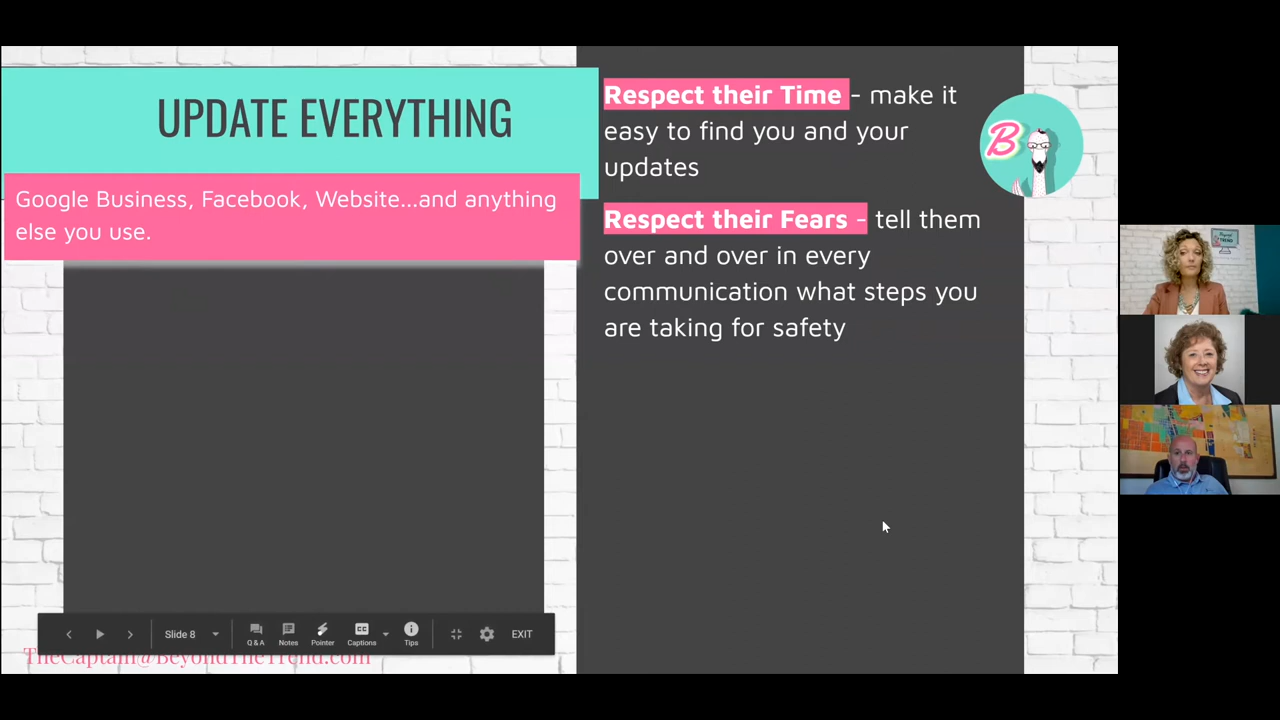 UPDATE EVERYTHING
Google Business, Facebook, Website...and anything
else you use.
Respect their Time - make it
easy to find you and your
updates
Respect their Fears - tell them
over and over in every
communication what steps you
are taking for safety
B
Slide 8
Q & A
Notes
Pointer
CC
Captions
Tips
EXIT
TheCaptain@BeyondTheTrend.com